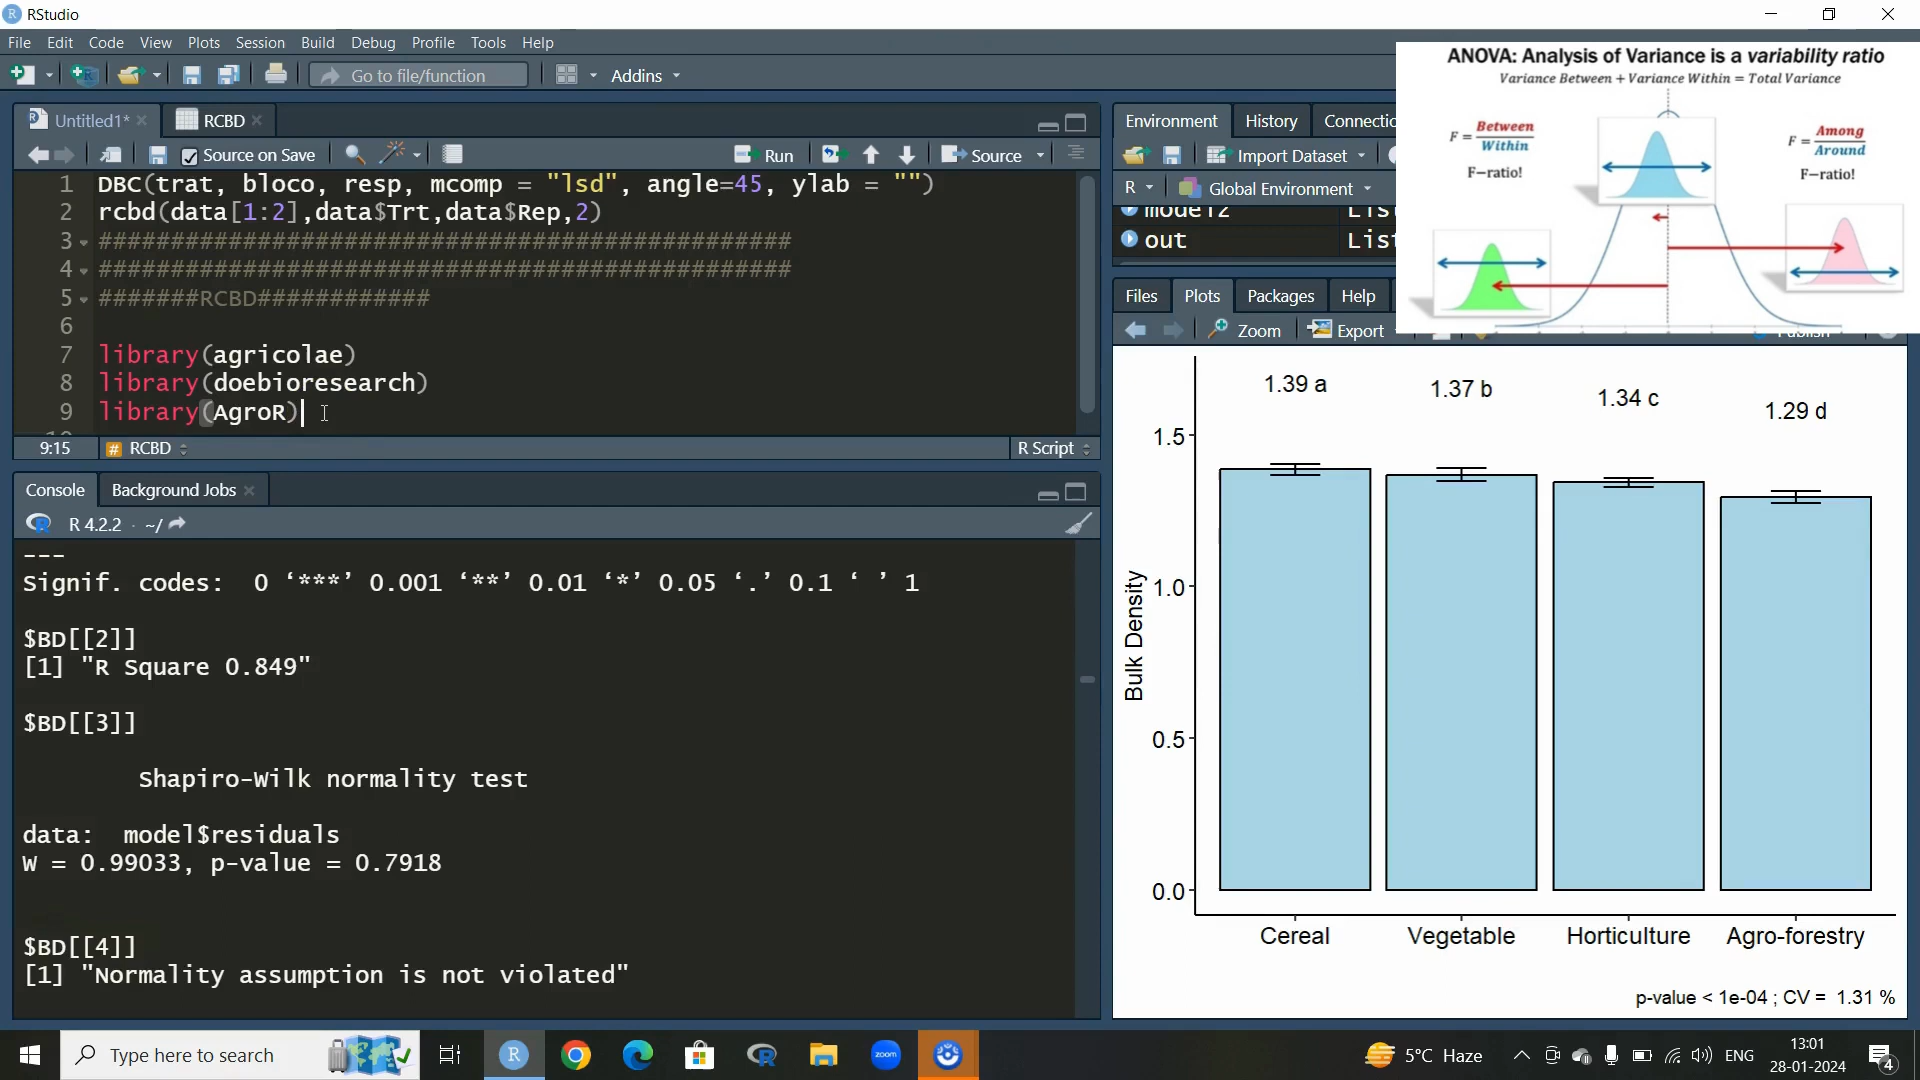 RStudio
File Edit Code View Plots Session Build Debug Profile Tools Help
Go to file/function Addins
Untitled1* RCBD
Source on Save Run Source
1 DBC(trat, bloco, resp, mcomp = "lsd", angle=45, ylab = "")
2 rcbd(data[1:2],data$Trt,data$Rep,2)
3 ################################################
4 ################################################
5 #######RCBD############
6
7 library(agricolae)
8 library(doebioresearch)
9 library(AgroR)
9:15 RCBD R Script
Console Background Jobs
R 4.2.2 · ~/
---
Signif. codes:  0 ‘***’ 0.001 ‘**’ 0.01 ‘*’ 0.05 ‘.’ 0.1 ‘ ’ 1
$BD[[2]]
[1] "R Square 0.849"
$BD[[3]]
Shapiro-Wilk normality test
data:  model$residuals
W = 0.99033, p-value = 0.7918
$BD[[4]]
[1] "Normality assumption is not violated"
Environment History
Import Dataset
R Global Environment
model2
out
Files Plots Packages Help
Zoom Export
ANOVA: Analysis of Variance is a variability ratio
Variance Between + Variance Within = Total Variance
F = Between / Within
F−ratio!
F = Among / Around
F−ratio!
1.39 a 1.37 b 1.34 c 1.29 d
1.5
1.0
0.5
0.0
Bulk Density
Cereal Vegetable Horticulture Agro-forestry
p-value < 1e-04 ; CV = 1.31 %
Type here to search
zoom
5°C Haze
ENG
13:01
28-01-2024
4